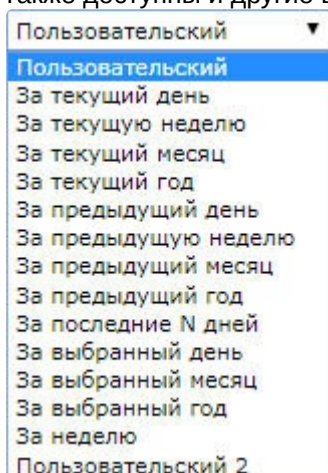 также доступны и другие
Пользовательский
Пользовательский
За текущий день
За текущую неделю
За текущий месяц
За текущий год
За предыдущий день
За предыдущую неделю
За предыдущий месяц
За предыдущий год
За последние N дней
За выбранный день
За выбранный месяц
За выбранный год
За неделю
Пользовательский 2